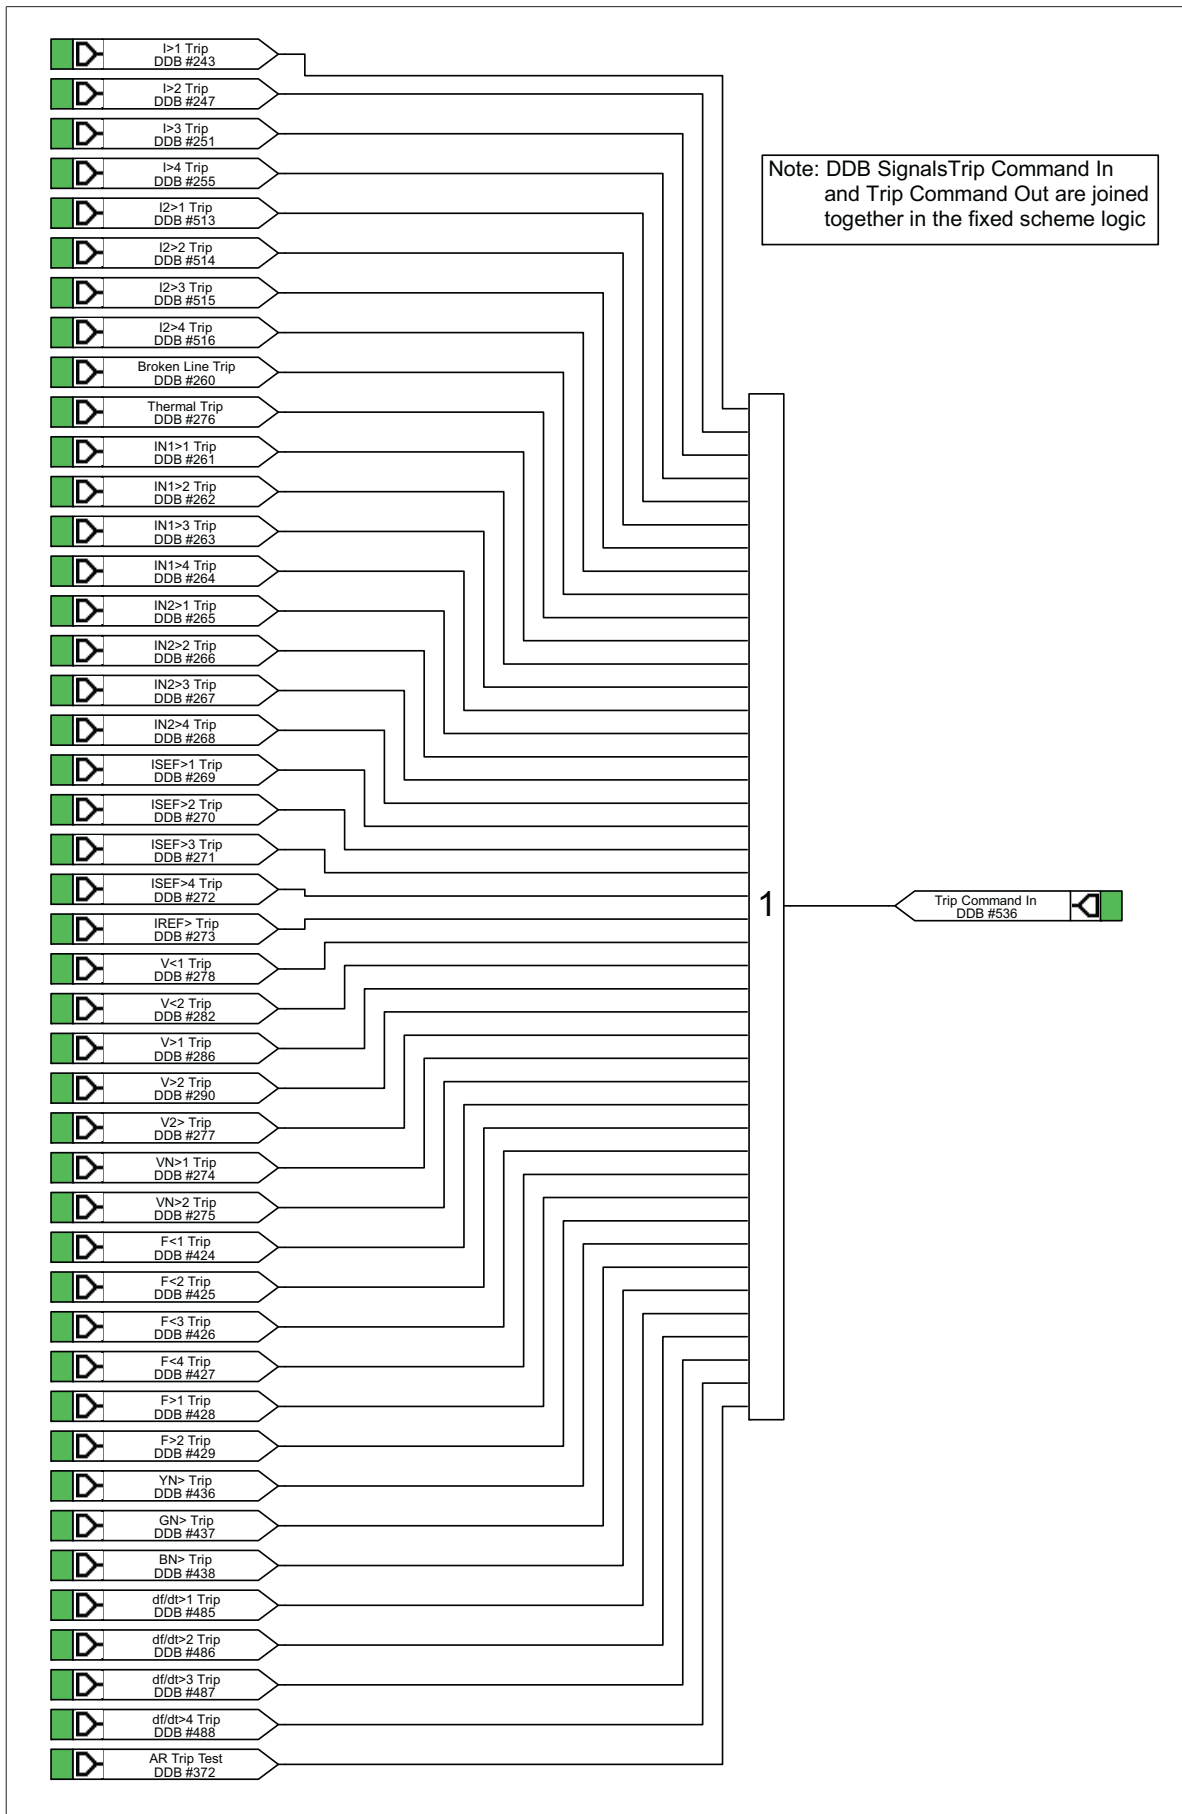 I>1 Trip
DDB #243
I>2 Trip
DDB #247
I>3 Trip
DDB #251
I>4 Trip
DDB #255
I2>1 Trip
DDB #513
I2>2 Trip
DDB #514
I2>3 Trip
DDB #515
I2>4 Trip
DDB #516
Broken Line Trip
DDB #260
Thermal Trip
DDB #276
IN1>1 Trip
DDB #261
IN1>2 Trip
DDB #262
IN1>3 Trip
DDB #263
IN1>4 Trip
DDB #264
IN2>1 Trip
DDB #265
IN2>2 Trip
DDB #266
IN2>3 Trip
DDB #267
IN2>4 Trip
DDB #268
ISEF>1 Trip
DDB #269
ISEF>2 Trip
DDB #270
ISEF>3 Trip
DDB #271
ISEF>4 Trip
DDB #272
IREF> Trip
DDB #273
V<1 Trip
DDB #278
V<2 Trip
DDB #282
V>1 Trip
DDB #286
V>2 Trip
DDB #290
V2> Trip
DDB #277
VN>1 Trip
DDB #274
VN>2 Trip
DDB #275
F<1 Trip
DDB #424
F<2 Trip
DDB #425
F<3 Trip
DDB #426
F<4 Trip
DDB #427
F>1 Trip
DDB #428
F>2 Trip
DDB #429
YN> Trip
DDB #436
GN> Trip
DDB #437
BN> Trip
DDB #438
df/dt>1 Trip
DDB #485
df/dt>2 Trip
DDB #486
df/dt>3 Trip
DDB #487
df/dt>4 Trip
DDB #488
AR Trip Test
DDB #372
Note: DDB SignalsTrip Command In
and Trip Command Out are joined
together in the fixed scheme logic
1
Trip Command In
DDB #536